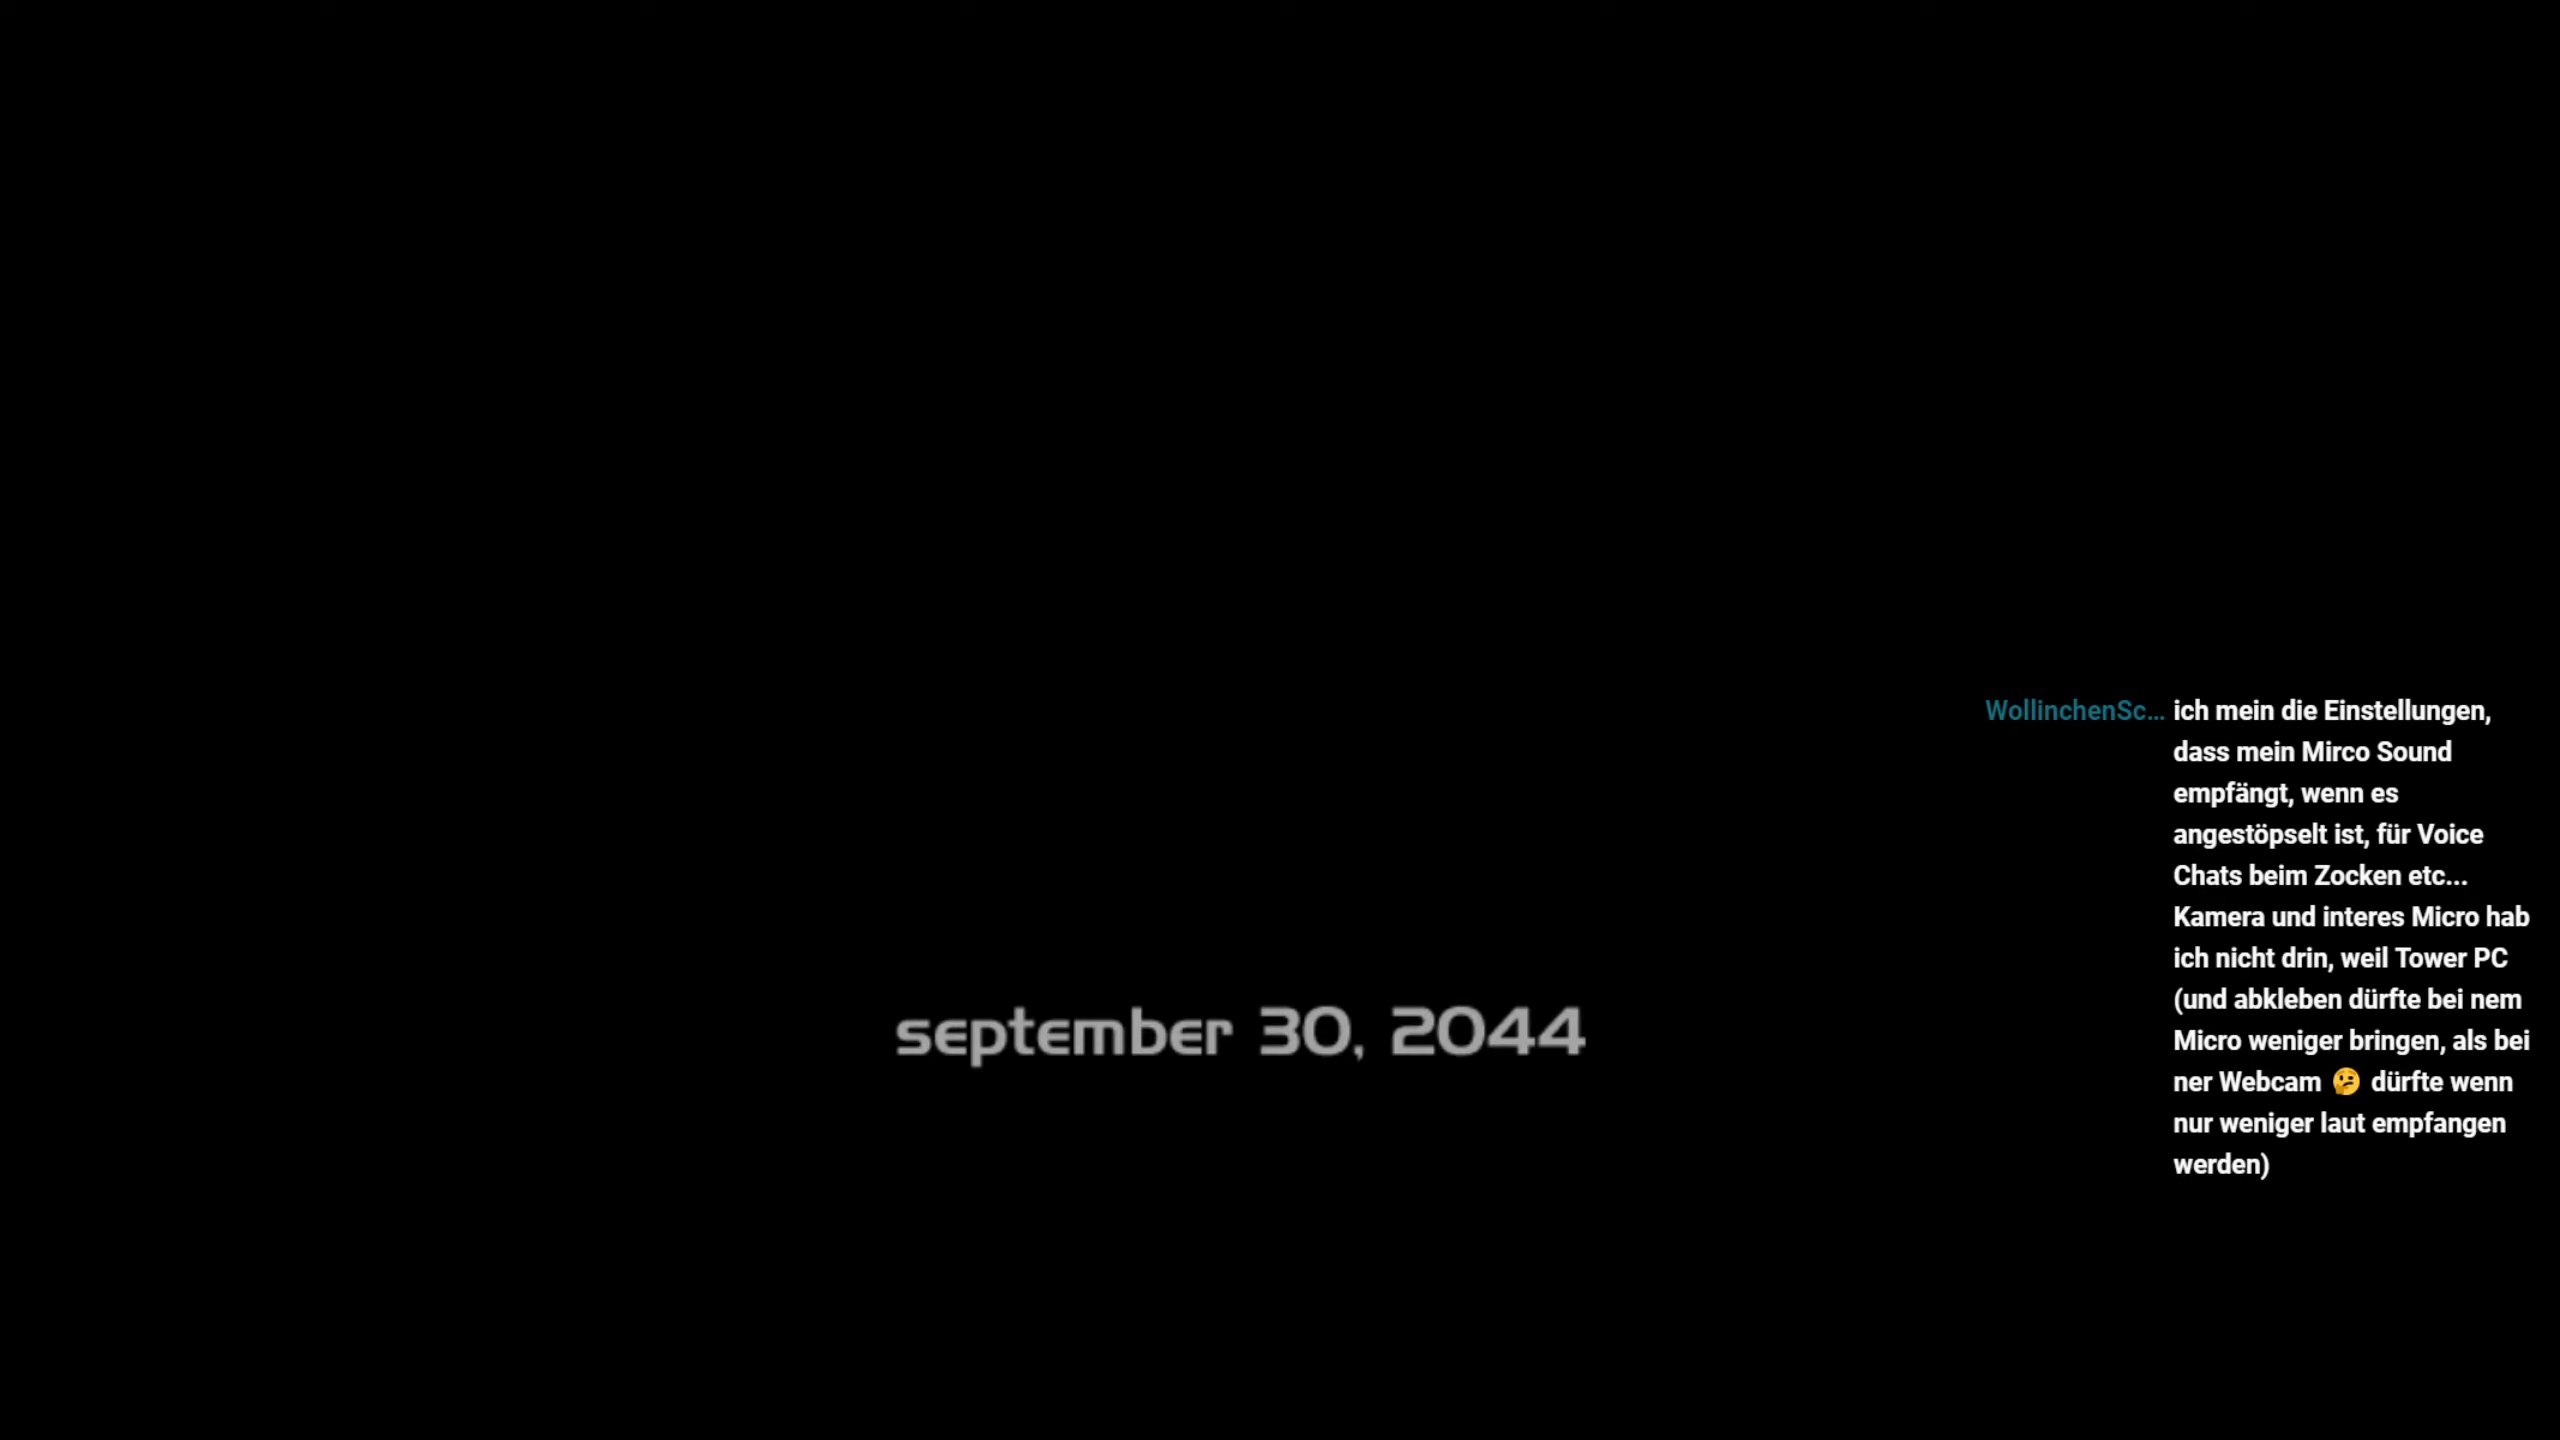 WollinchenSc… ich mein die Einstellungen,
dass mein Mirco Sound
empfängt, wenn es
angestöpselt ist, für Voice
Chats beim Zocken etc...
Kamera und interes Micro hab
ich nicht drin, weil Tower PC
(und abkleben dürfte bei nem
Micro weniger bringen, als bei
ner Webcam 🤔 dürfte wenn
nur weniger laut empfangen
werden)
september 30, 2044